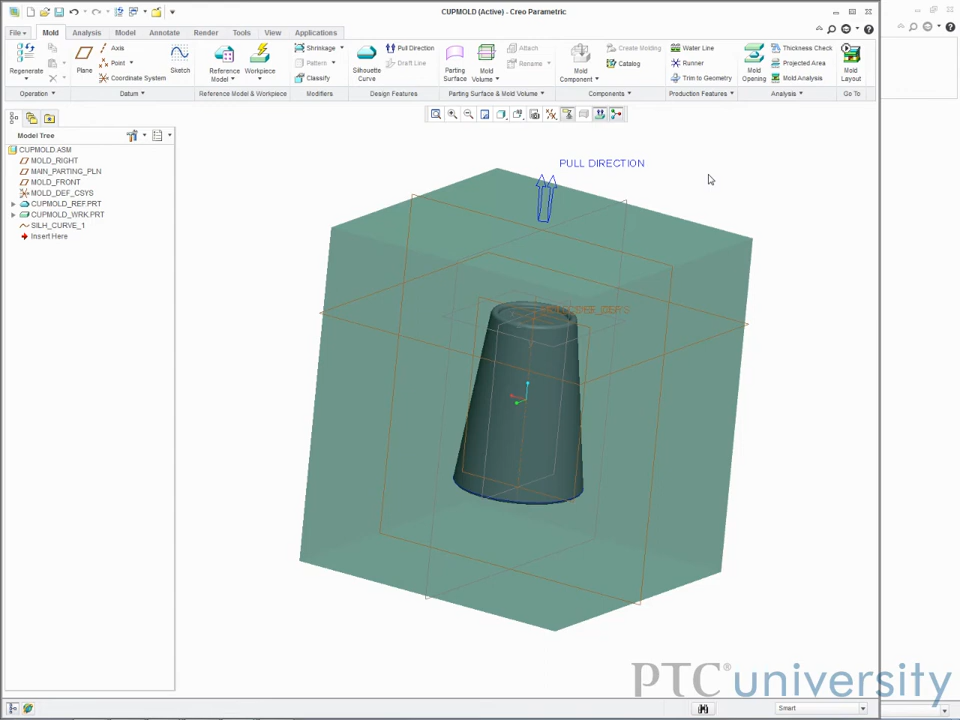 CUPMOLD (Active) - Creo Parametric
File Mold Analysis Model Annotate Render Tools View Applications
Regenerate
Plane
Axis
Point
Coordinate System
Sketch
Reference Model
Workpiece
Shrinkage
Pattern
Classify
Silhouette Curve
Pull Direction
Draft Line
Parting Surface
Mold Volume
Attach
Rename
Mold Component
Create Molding
Catalog
Water Line
Runner
Trim to Geometry
Mold Opening
Thickness Check
Projected Area
Mold Analysis
Mold Layout
Operation Datum Reference Model & Workpiece Modifiers Design Features Parting Surface & Mold Volume Components Production Features Analysis Go To
Model Tree
CUPMOLD.ASM
MOLD_RIGHT
MAIN_PARTING_PLN
MOLD_FRONT
MOLD_DEF_CSYS
CUPMOLD_REF.PRT
CUPMOLD_WRK.PRT
SILH_CURVE_1
Insert Here
PULL DIRECTION
PTC® university
Smart